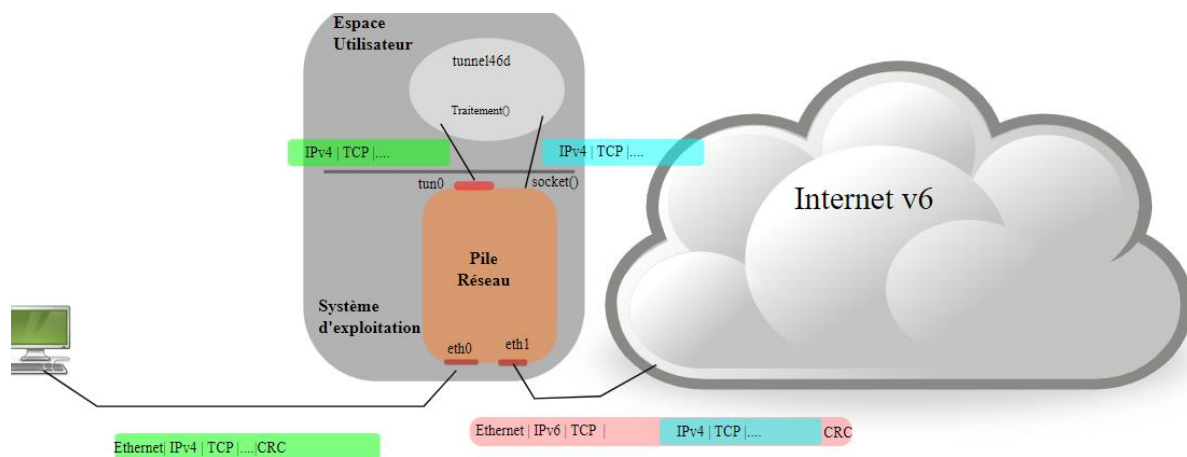 Espace
Utilisateur
tunnel46d
Traitement()
IPv4 | TCP |....
IPv4 | TCP |....
tun0
socket()
Internet v6
Pile
Réseau
Système
d'exploitation
eth0
eth1
Ethernet | IPv6 | TCP |
IPv4 | TCP |....
CRC
Ethernet| IPv4 | TCP |....|CRC